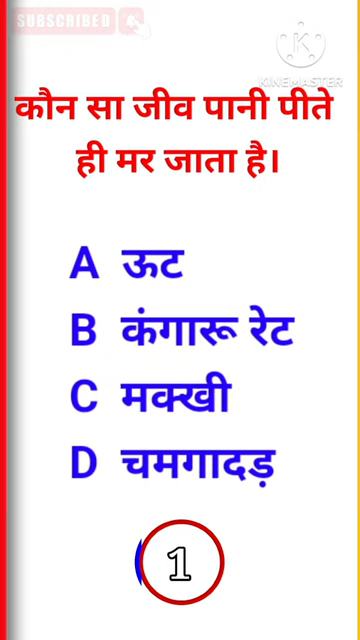 SUBSCRIBED
K
KINEMASTER
कौन सा जीव पानी पीते
ही मर जाता है।
A ऊट
B कंगारू रेट
C मक्खी
D चमगादड़
1